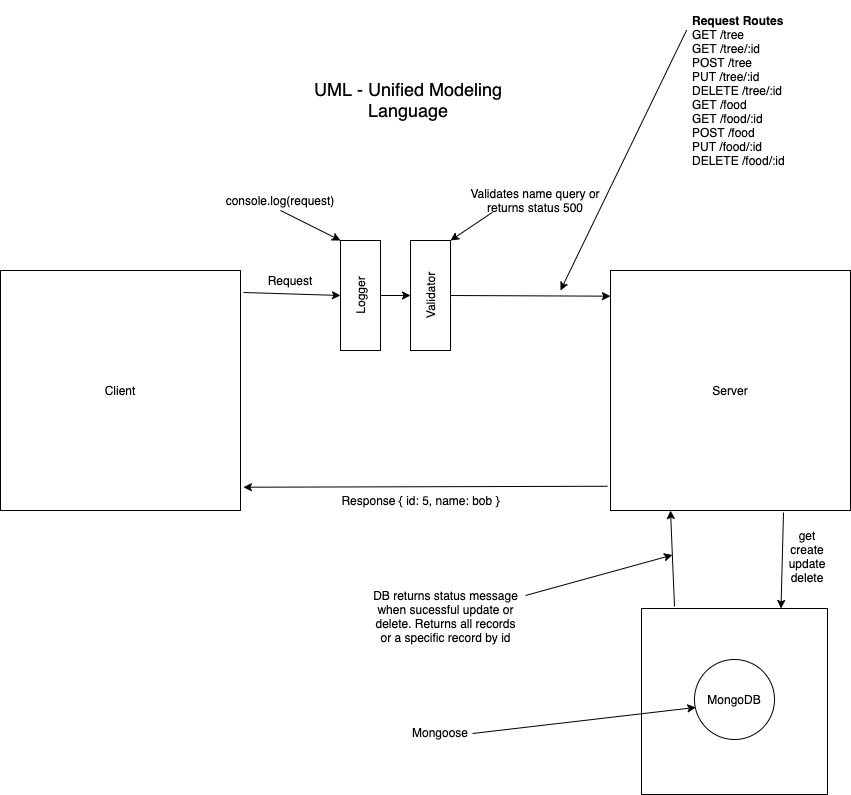 Request Routes
GET /tree
GET /tree/:id
POST /tree
PUT /tree/:id
DELETE /tree/:id
GET /food
GET /food/:id
POST /food
PUT /food/:id
DELETE /food/:id
UML - Unified Modeling
Language
console.log(request)
Validates name query or
returns status 500
Request
Logger
Validator
Client
Server
Response { id: 5, name: bob }
get
create
update
delete
DB returns status message
when sucessful update or
delete. Returns all records
or a specific record by id
MongoDB
Mongoose